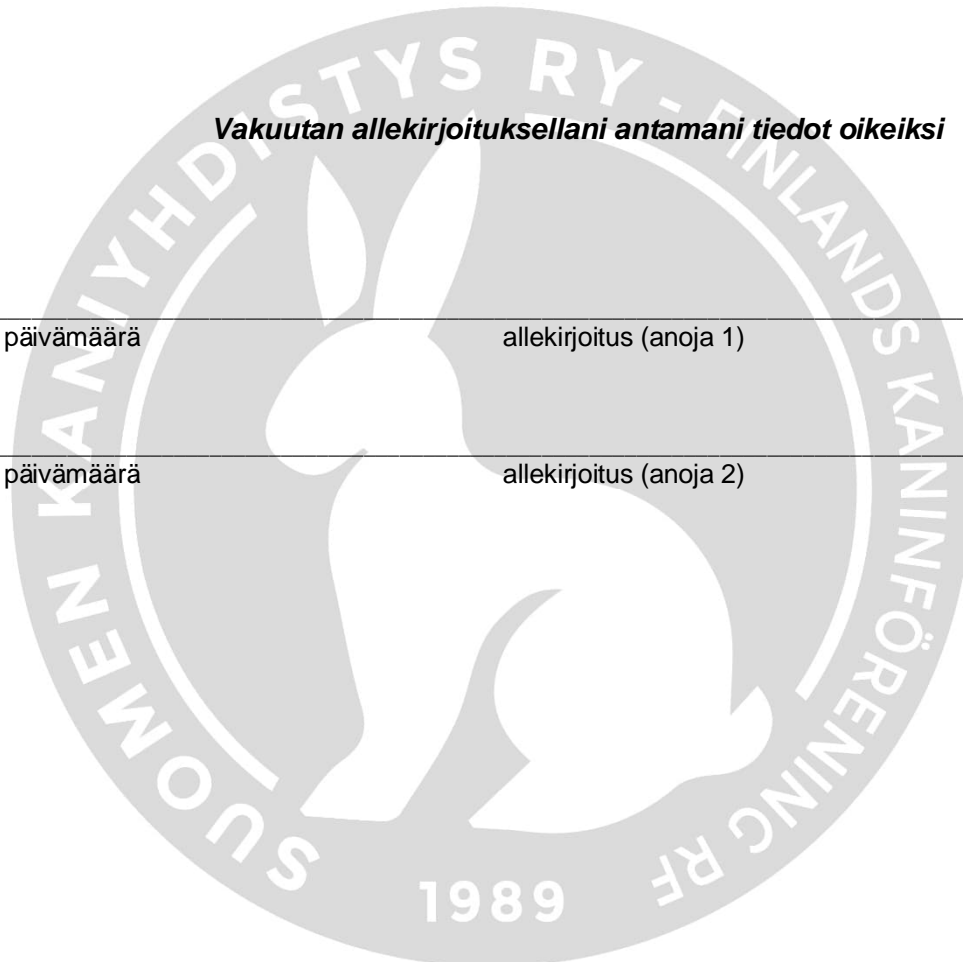 SUOMEN KANIYHDISTYS RY - FINLANDS KANINFÖRENING RF
Vakuutan allekirjoituksellani antamani tiedot oikeiksi
päivämäärä allekirjoitus (anoja 1)
päivämäärä allekirjoitus (anoja 2)
1989